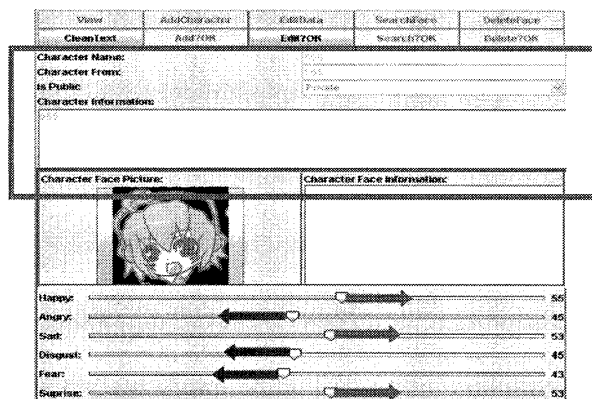 View AddCharacter EditData SearchFace DeleteFace
CleanText Add?OK Edit?OK Search?OK Delete?OK
Character Name:
Character From:
Is Public: Private
Character Information:
Character Face Picture: Character Face Information:
Happy: 55
Angry: 45
Sad: 53
Disgust: 45
Fear: 43
Suprise: 53